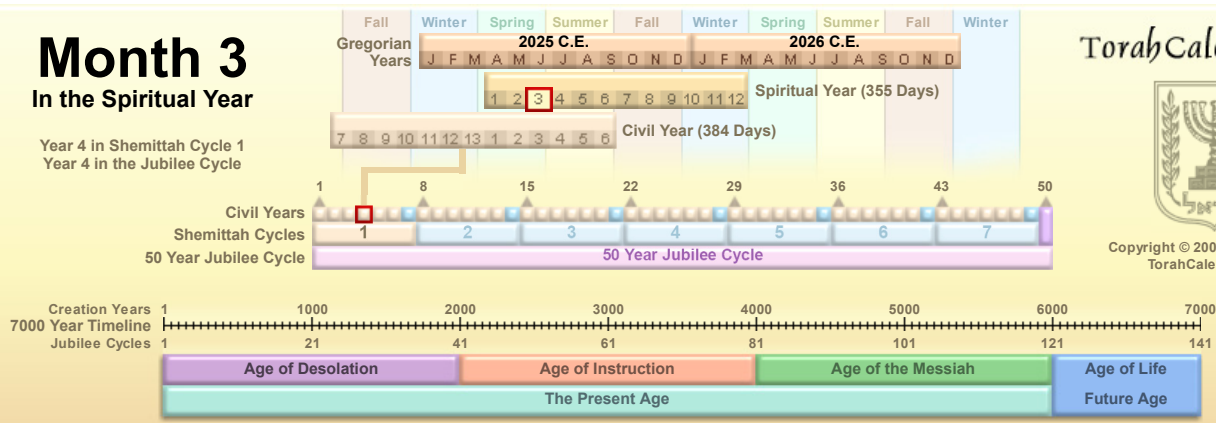 Month 3
In the Spiritual Year
Year 4 in Shemittah Cycle 1
Year 4 in the Jubilee Cycle
Fall Winter Spring Summer Fall Winter Spring Summer Fall Winter
Gregorian Years
2025 C.E. 2026 C.E.
J F M A M J J A S O N D J F M A M J J A S O N D
1 2 3 4 5 6 7 8 9 10 11 12 Spiritual Year (355 Days)
7 8 9 10 11 12 13 1 2 3 4 5 6 Civil Year (384 Days)
1 8 15 22 29 36 43 50
Civil Years
Shemittah Cycles 1 2 3 4 5 6 7
50 Year Jubilee Cycle 50 Year Jubilee Cycle
Creation Years 1 1000 2000 3000 4000 5000 6000 7000
7000 Year Timeline
Jubilee Cycles 1 21 41 61 81 101 121 141
Age of Desolation Age of Instruction Age of the Messiah Age of Life
The Present Age Future Age
TorahCale
Copyright © 200
TorahCale